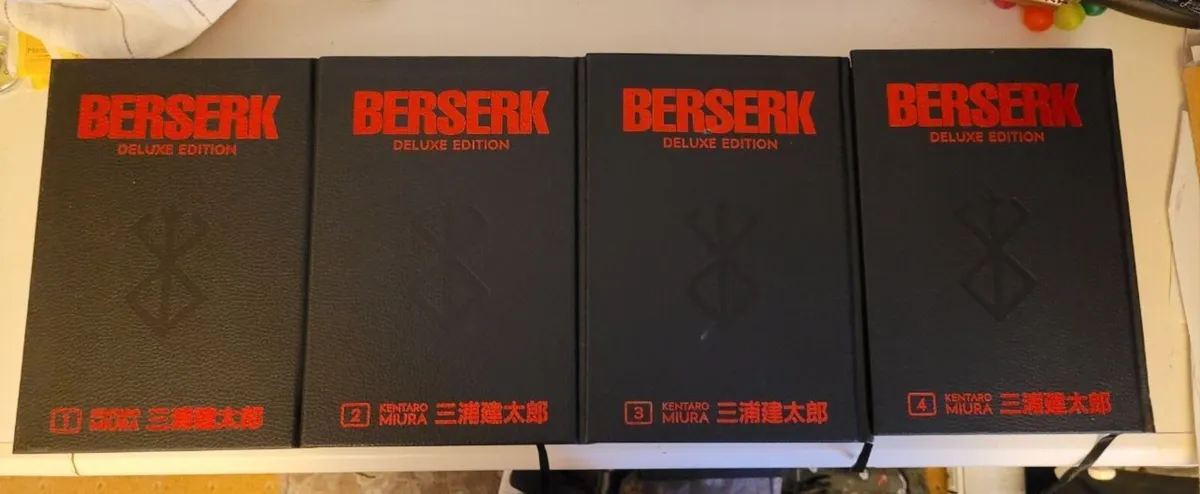 BERSERK
DELUXE EDITION
1 KENTARO MIURA 三浦建太郎
BERSERK
DELUXE EDITION
2 KENTARO MIURA 三浦建太郎
BERSERK
DELUXE EDITION
3 KENTARO MIURA 三浦建太郎
BERSERK
DELUXE EDITION
4 KENTARO MIURA 三浦建太郎